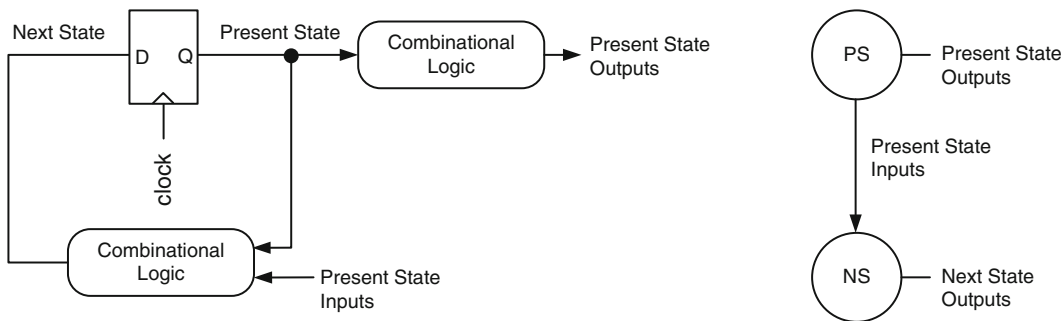 Next State
D
Q
Present State
Combinational
Logic
Present State
Outputs
clock
Combinational
Logic
Present State
Inputs
PS
Present State
Outputs
Present State
Inputs
NS
Next State
Outputs